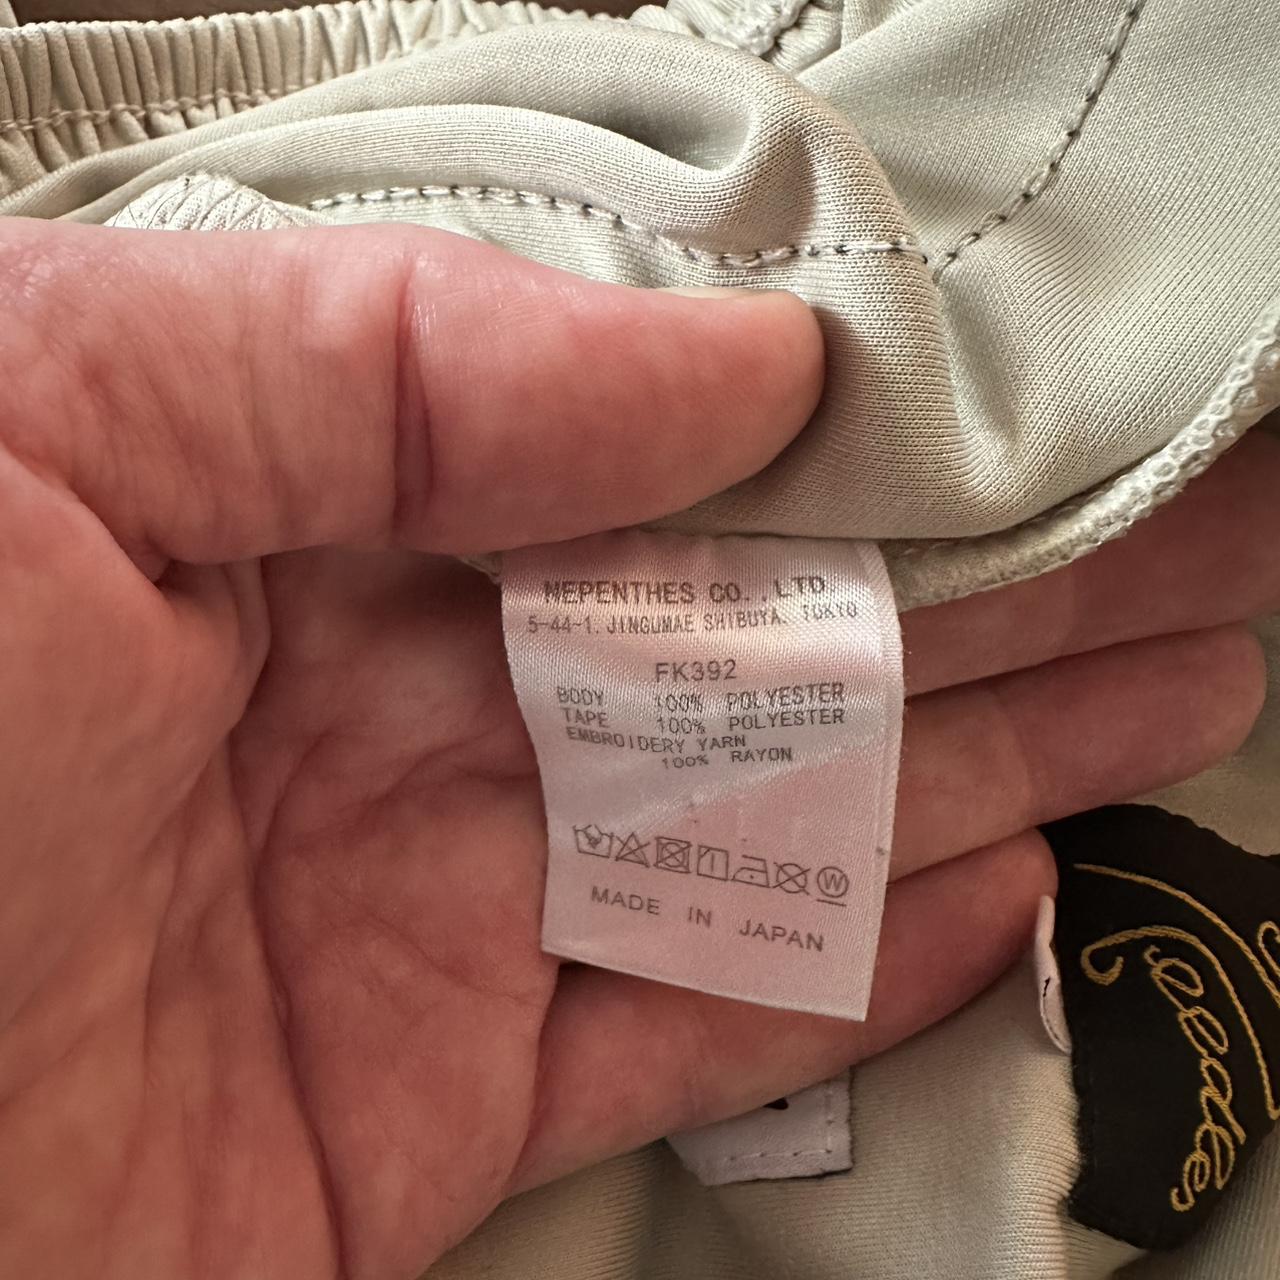 NEPENTHES CO.,LTD
5-44-1, JINGUMAE SHIBUYA, TOKYO
FK392
BODY 100% POLYESTER
TAPE 100% POLYESTER
EMBROIDERY YARN
100% RAYON
W
MADE IN JAPAN
Needles